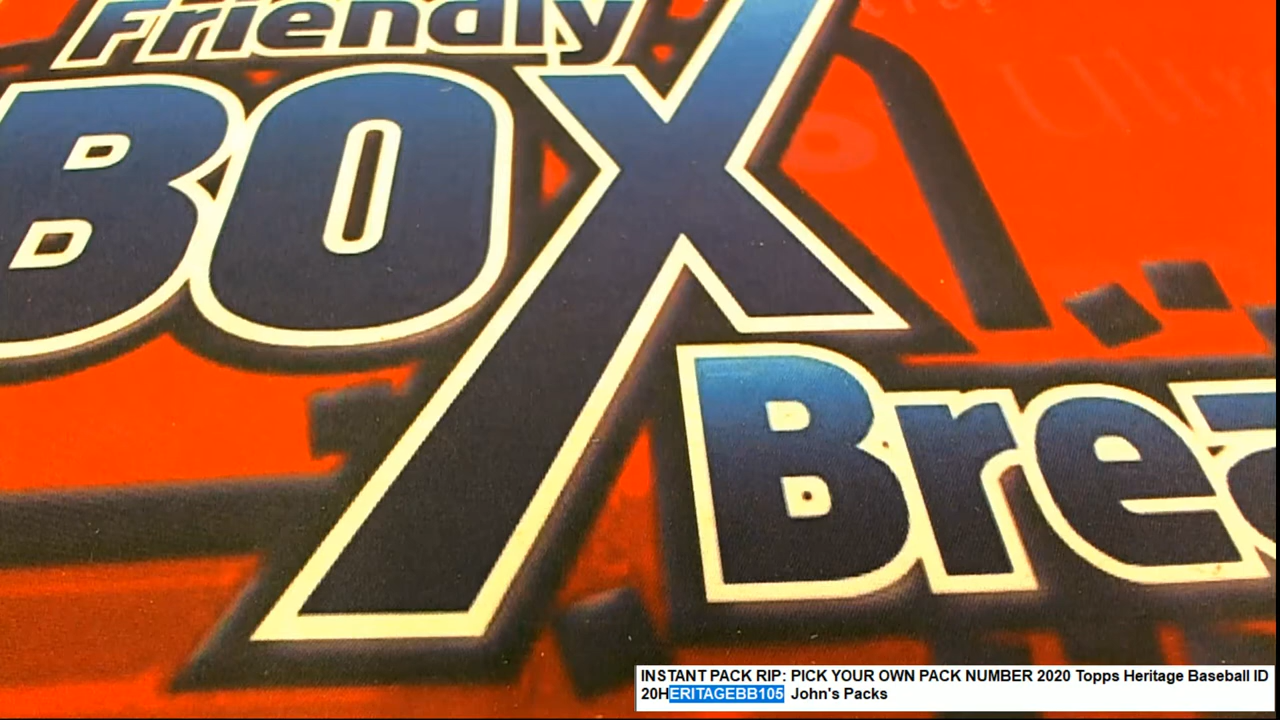 Friendly
BOX
Brea
INSTANT PACK RIP: PICK YOUR OWN PACK NUMBER 2020 Topps Heritage Baseball ID
20HERITAGEBB105 John's Packs